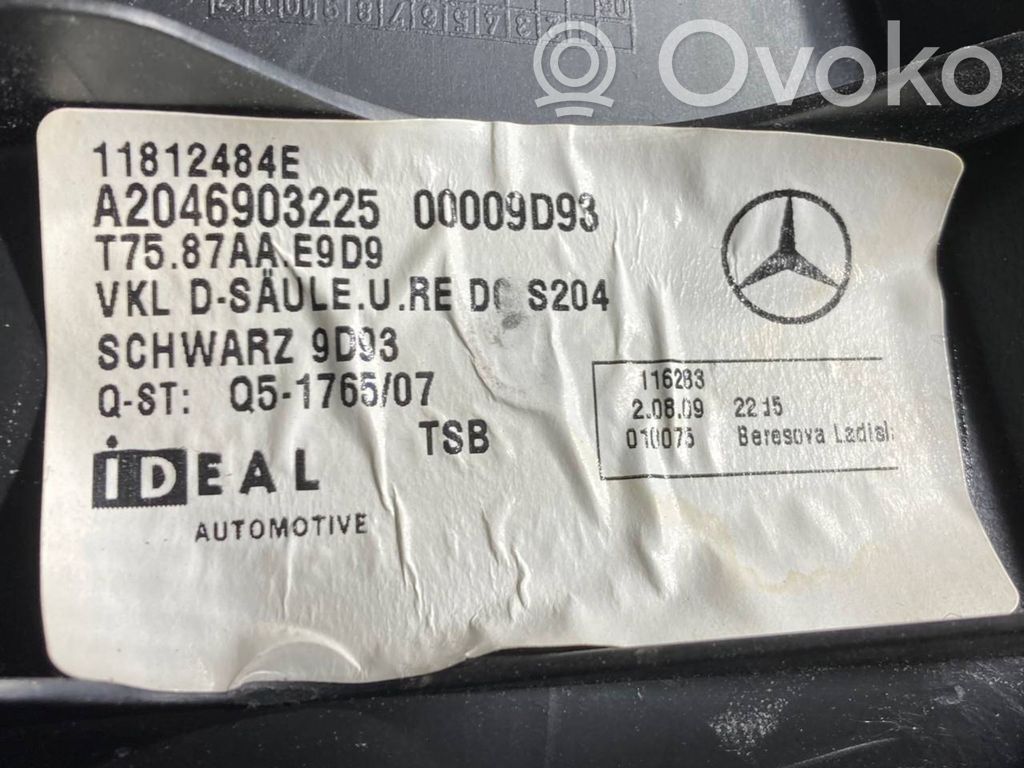 Ovoko
11812484E
A2046903225 00009D93
T75.87AA.E9D9
VKL D-SÄULE.U.RE S204
SCHWARZ 9D93
Q-ST: Q5-1765/07
TSB
iDEAL
AUTOMOTIVE
116283
2.08.09 22:15
010075 Beresova Ladisl